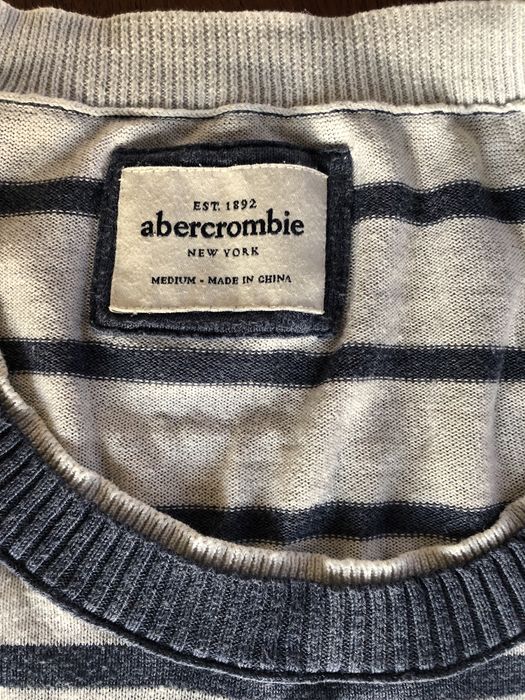 EST. 1892
abercrombie
NEW YORK
MEDIUM - MADE IN CHINA